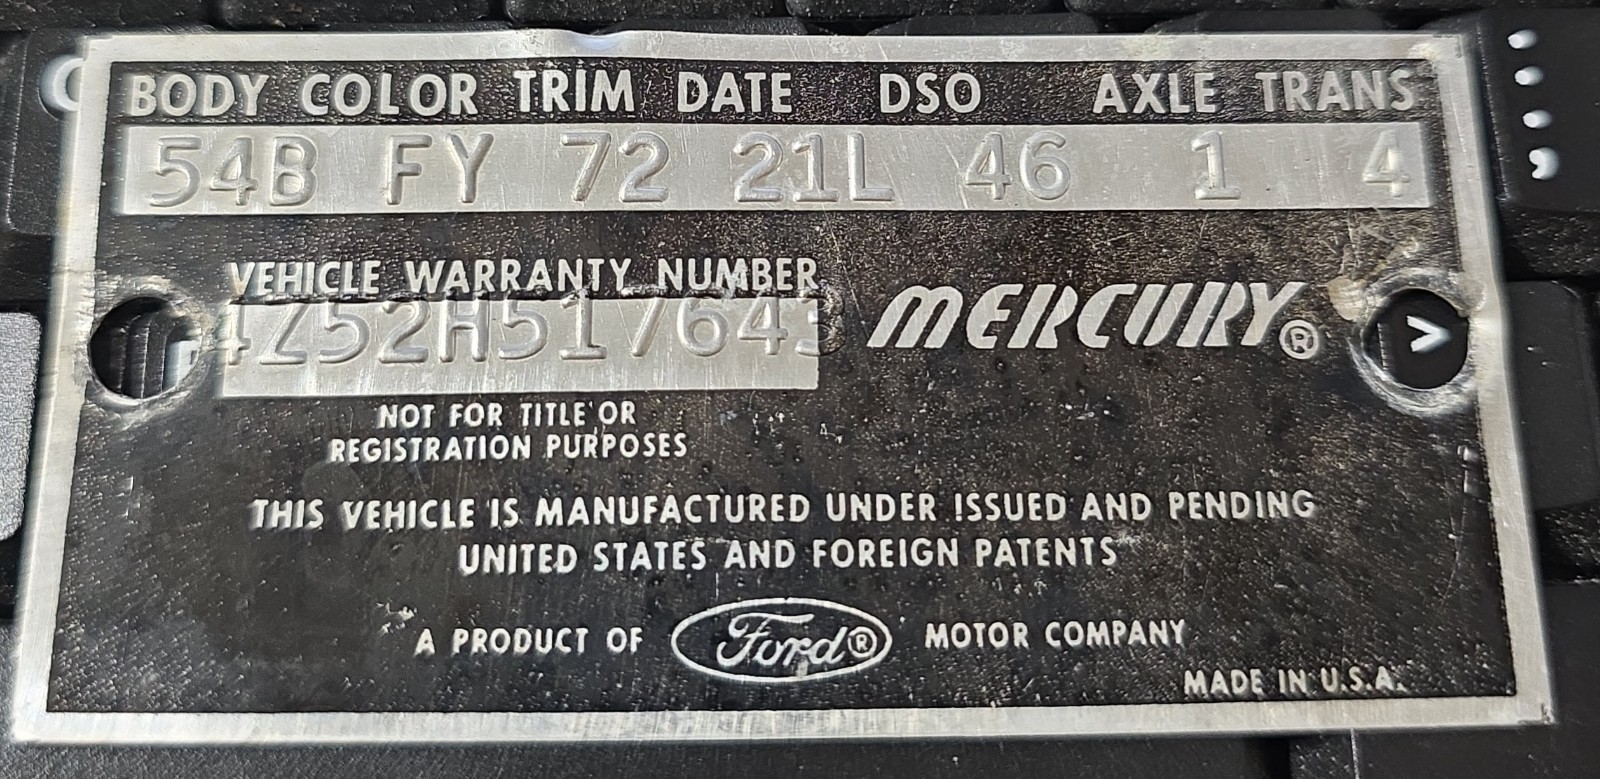 BODY COLOR TRIM DATE DSO AXLE TRANS
54B FY 72 21L 46 1 4
VEHICLE WARRANTY NUMBER
4Z52H517643
MERCURY®
NOT FOR TITLE OR
REGISTRATION PURPOSES
THIS VEHICLE IS MANUFACTURED UNDER ISSUED AND PENDING
UNITED STATES AND FOREIGN PATENTS
A PRODUCT OF Ford® MOTOR COMPANY
MADE IN U.S.A.